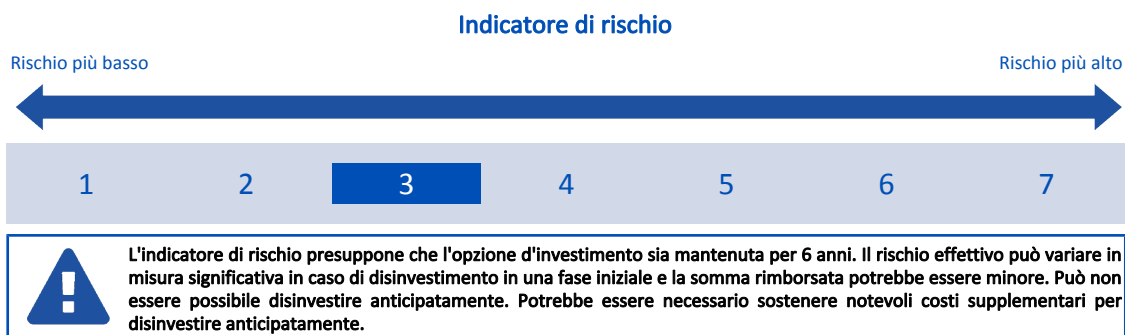 Indicatore di rischio
Rischio più basso
Rischio più alto
1 2 3 4 5 6 7
L'indicatore di rischio presuppone che l'opzione d'investimento sia mantenuta per 6 anni. Il rischio effettivo può variare in
misura significativa in caso di disinvestimento in una fase iniziale e la somma rimborsata potrebbe essere minore. Può non
essere possibile disinvestire anticipatamente. Potrebbe essere necessario sostenere notevoli costi supplementari per
disinvestire anticipatamente.